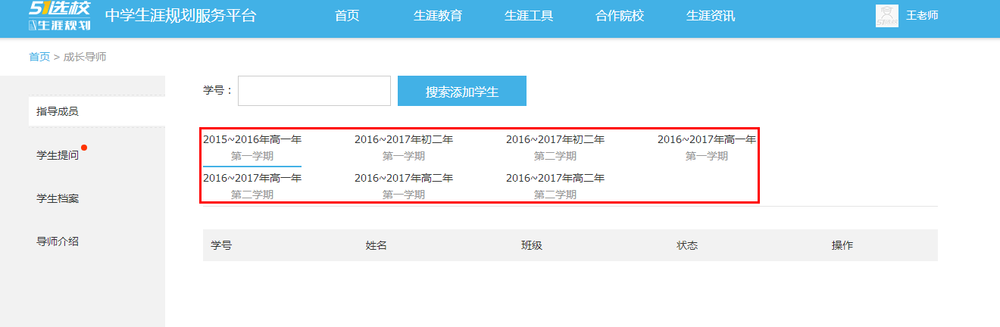 51选校
生涯规划
中学生涯规划服务平台
首页 生涯教育 生涯工具 合作院校 生涯资讯
王老师
首页 > 成长导师
指导成员
学生提问
学生档案
导师介绍
学号：
搜索添加学生
2015~2016年高一年 2016~2017年初二年 2016~2017年初二年 2016~2017年高一年
第一学期 第一学期 第二学期 第一学期
2016~2017年高一年 2016~2017年高二年 2016~2017年高二年
第二学期 第一学期 第二学期
学号 姓名 班级 状态 操作